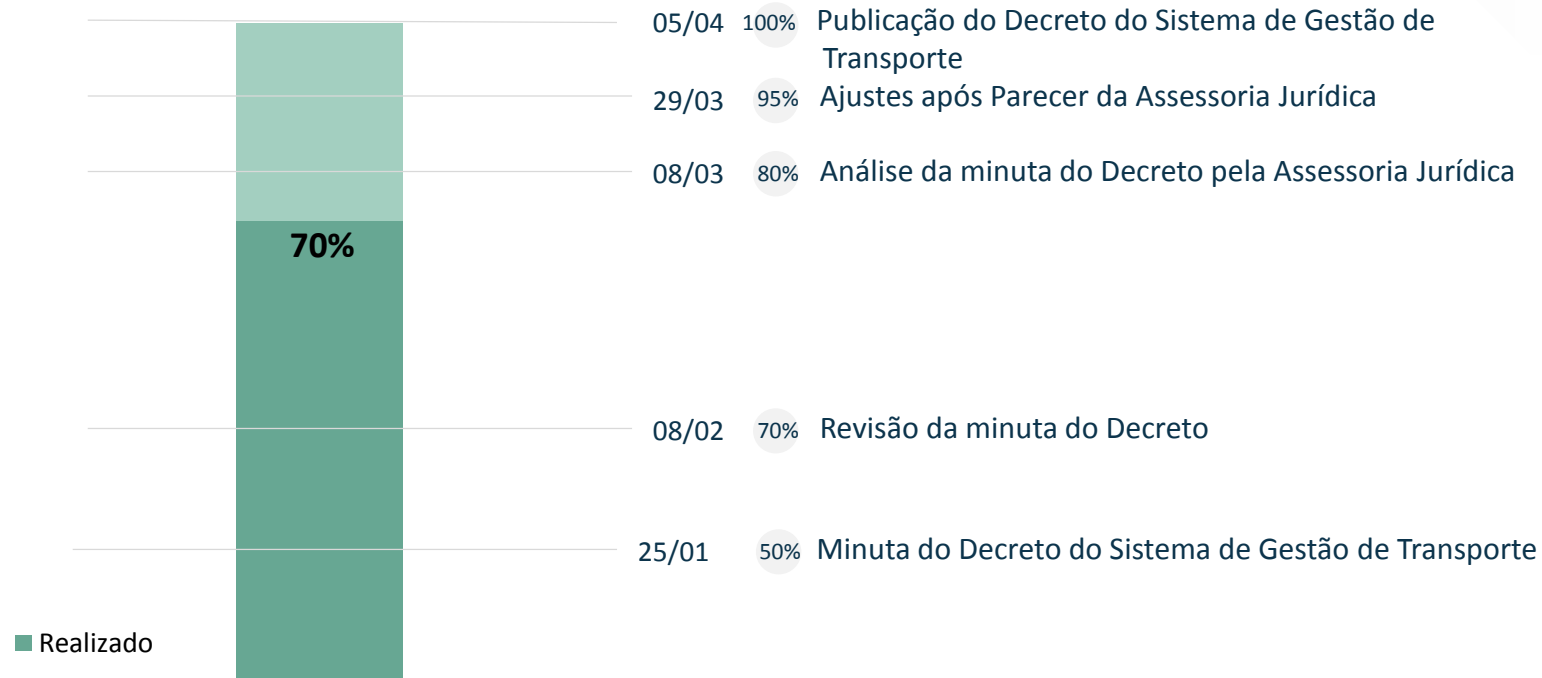 05/04 100% Publicação do Decreto do Sistema de Gestão de
Transporte
29/03 95% Ajustes após Parecer da Assessoria Jurídica
08/03 80% Análise da minuta do Decreto pela Assessoria Jurídica
70%
08/02 70% Revisão da minuta do Decreto
25/01 50% Minuta do Decreto do Sistema de Gestão de Transporte
Realizado